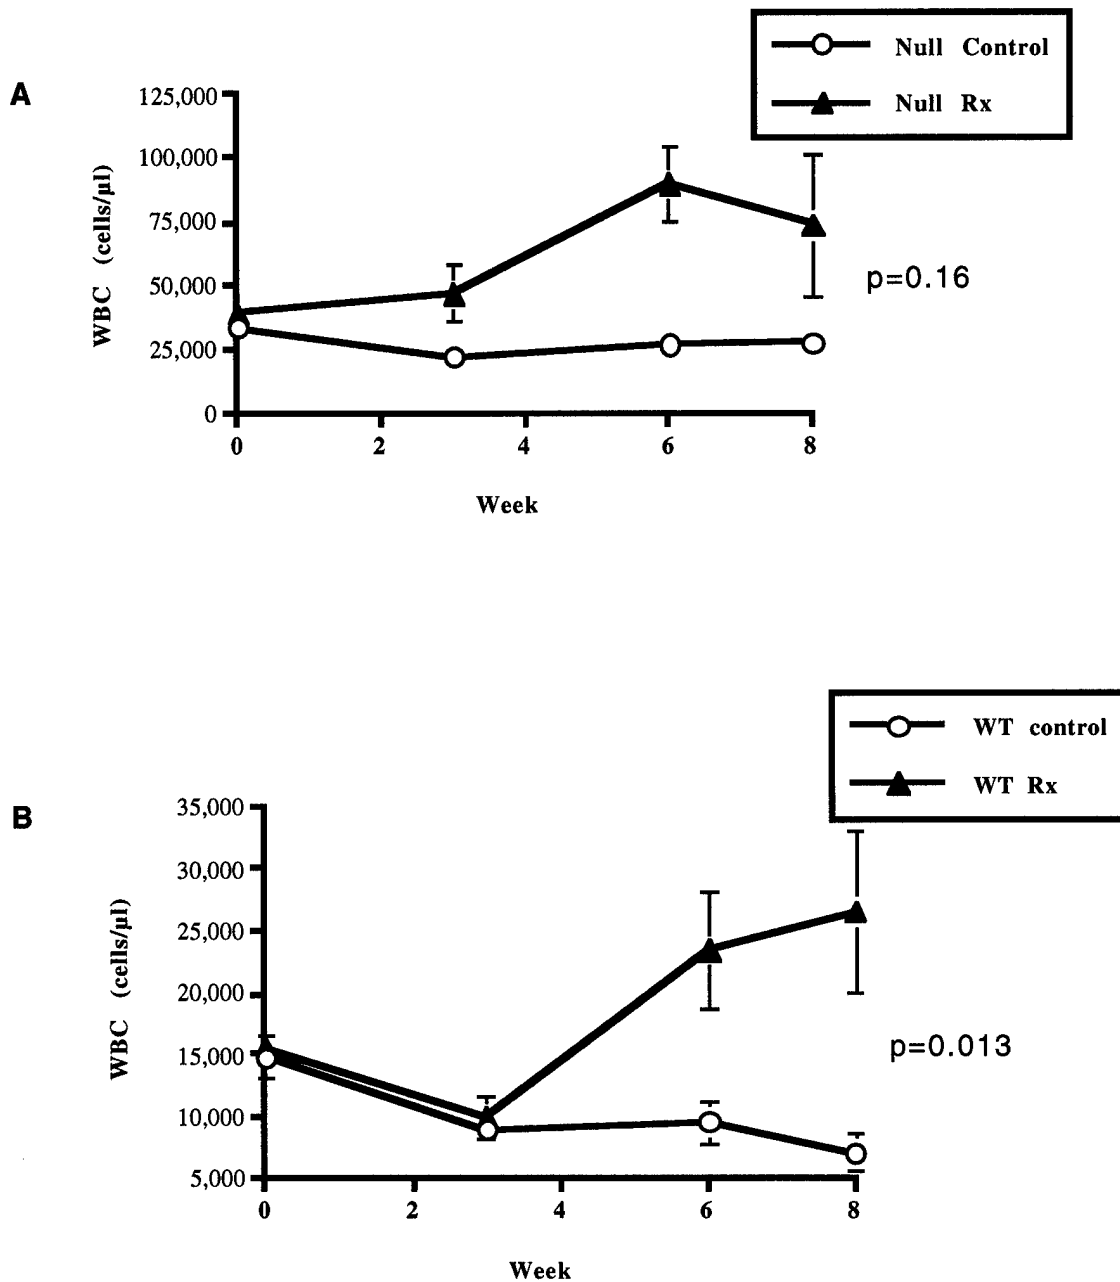 Null Control
Null Rx
A
125,000
100,000
75,000
50,000
25,000
0
WBC (cells/µl)
p=0.16
0 2 4 6 8
Week
WT control
WT Rx
B
35,000
30,000
25,000
20,000
15,000
10,000
5,000
WBC (cells/µl)
p=0.013
0 2 4 6 8
Week